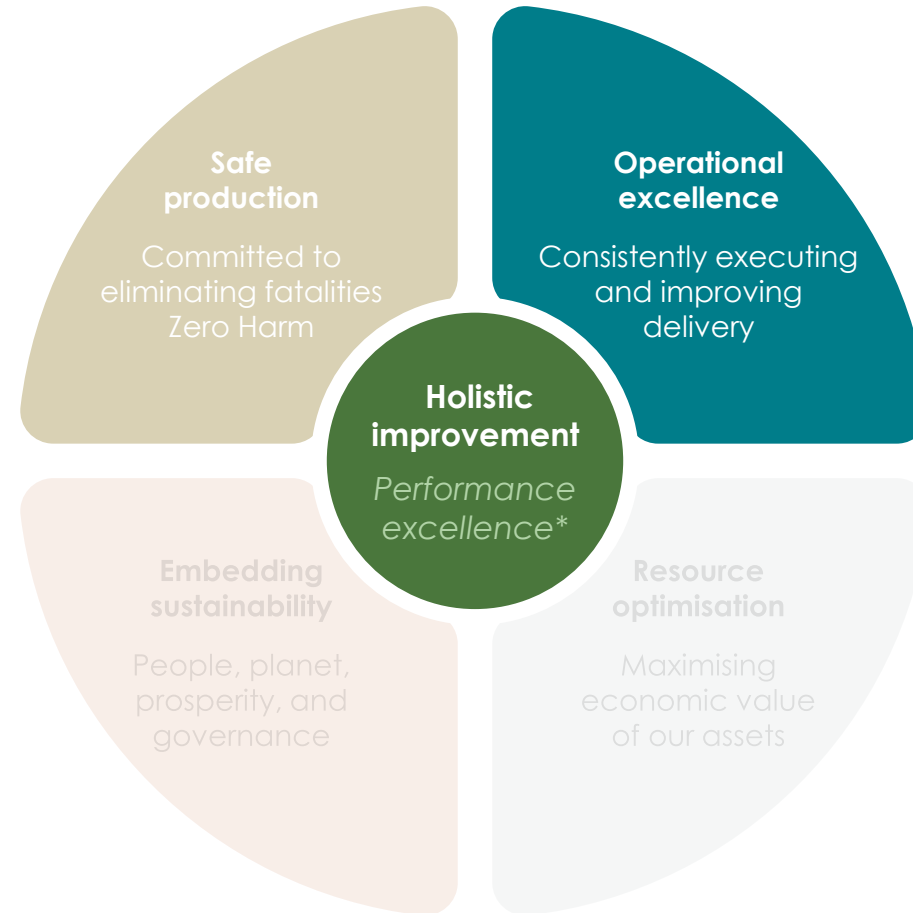 Safe
production
Committed to
eliminating fatalities
Zero Harm
Operational
excellence
Consistently executing
and improving
delivery
Holistic
improvement
Performance
excellence*
Embedding
sustainability
People, planet,
prosperity, and
governance
Resource
optimisation
Maximising
economic value
of our assets